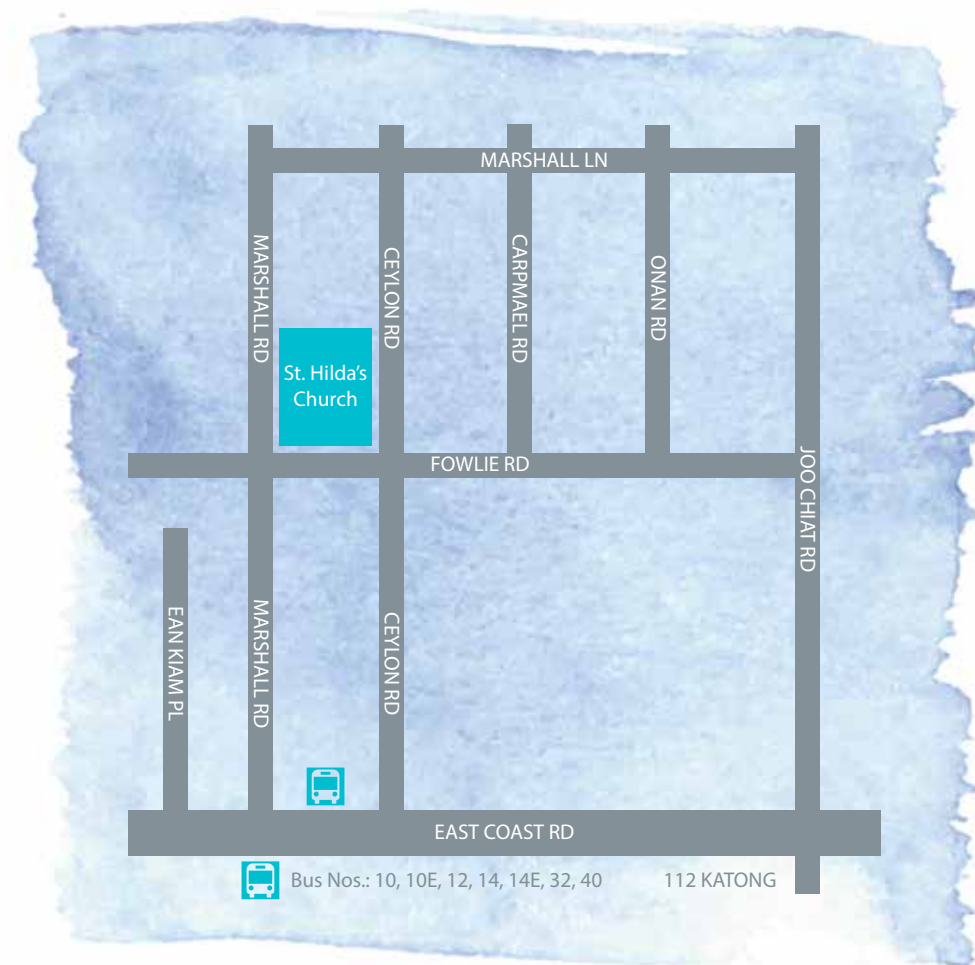 MARSHALL LN
MARSHALL RD
CEYLON RD
CARPMAEL RD
ONAN RD
St. Hilda's
Church
FOWLIE RD
JOO CHIAT RD
EAN KIAM PL
MARSHALL RD
CEYLON RD
EAST COAST RD
Bus Nos.: 10, 10E, 12, 14, 14E, 32, 40
112 KATONG